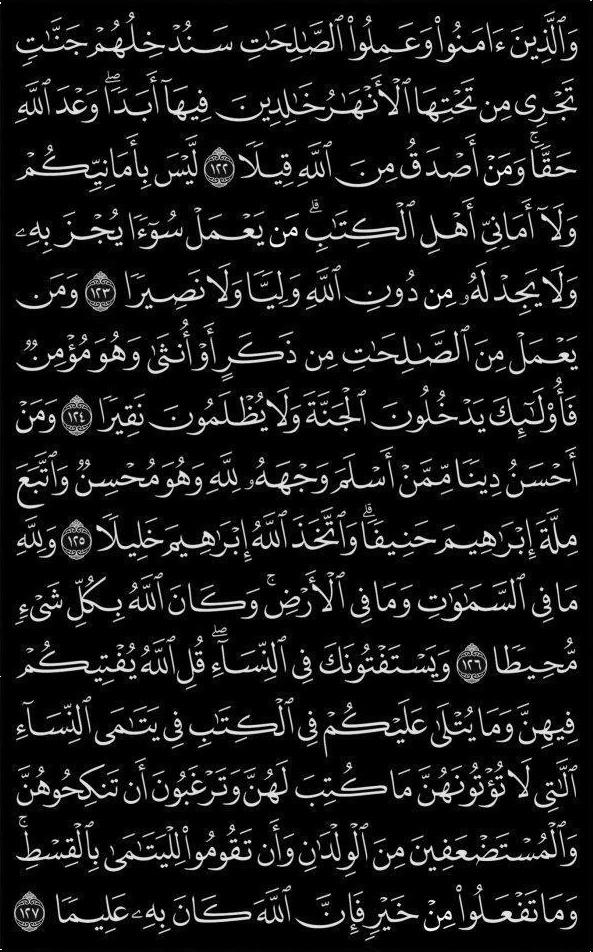 وَٱلَّذِينَ ءَامَنُوا۟ وَعَمِلُوا۟ ٱلصَّـٰلِحَـٰتِ سَنُدْخِلُهُمْ جَنَّـٰتٍ
تَجْرِى مِن تَحْتِهَا ٱلْأَنْهَـٰرُ خَـٰلِدِينَ فِيهَآ أَبَدًا ۖ وَعْدَ ٱللَّهِ
حَقًّا ۚ وَمَنْ أَصْدَقُ مِنَ ٱللَّهِ قِيلًا ١٢٢ لَّيْسَ بِأَمَانِيِّكُمْ
وَلَآ أَمَانِىِّ أَهْلِ ٱلْكِتَـٰبِ ۗ مَن يَعْمَلْ سُوٓءًا يُجْزَ بِهِۦ
وَلَا يَجِدْ لَهُۥ مِن دُونِ ٱللَّهِ وَلِيًّا وَلَا نَصِيرًا ١٢٣ وَمَن
يَعْمَلْ مِنَ ٱلصَّـٰلِحَـٰتِ مِن ذَكَرٍ أَوْ أُنثَىٰ وَهُوَ مُؤْمِنٌ
فَأُو۟لَـٰٓئِكَ يَدْخُلُونَ ٱلْجَنَّةَ وَلَا يُظْلَمُونَ نَقِيرًا ١٢٤ وَمَنْ
أَحْسَنُ دِينًا مِّمَّنْ أَسْلَمَ وَجْهَهُۥ لِلَّهِ وَهُوَ مُحْسِنٌ وَٱتَّبَعَ
مِلَّةَ إِبْرَٰهِيمَ حَنِيفًا ۗ وَٱتَّخَذَ ٱللَّهُ إِبْرَٰهِيمَ خَلِيلًا ١٢٥ وَلِلَّهِ
مَا فِى ٱلسَّمَـٰوَٰتِ وَمَا فِى ٱلْأَرْضِ ۚ وَكَانَ ٱللَّهُ بِكُلِّ شَىْءٍ
مُّحِيطًا ١٢٦ وَيَسْتَفْتُونَكَ فِى ٱلنِّسَآءِ ۖ قُلِ ٱللَّهُ يُفْتِيكُمْ
فِيهِنَّ وَمَا يُتْلَىٰ عَلَيْكُمْ فِى ٱلْكِتَـٰبِ فِى يَتَـٰمَى ٱلنِّسَآءِ
ٱلَّـٰتِى لَا تُؤْتُونَهُنَّ مَا كُتِبَ لَهُنَّ وَتَرْغَبُونَ أَن تَنكِحُوهُنَّ
وَٱلْمُسْتَضْعَفِينَ مِنَ ٱلْوِلْدَٰنِ وَأَن تَقُومُوا۟ لِلْيَتَـٰمَىٰ بِٱلْقِسْطِ ۚ
وَمَا تَفْعَلُوا۟ مِنْ خَيْرٍ فَإِنَّ ٱللَّهَ كَانَ بِهِۦ عَلِيمًا ١٢٧